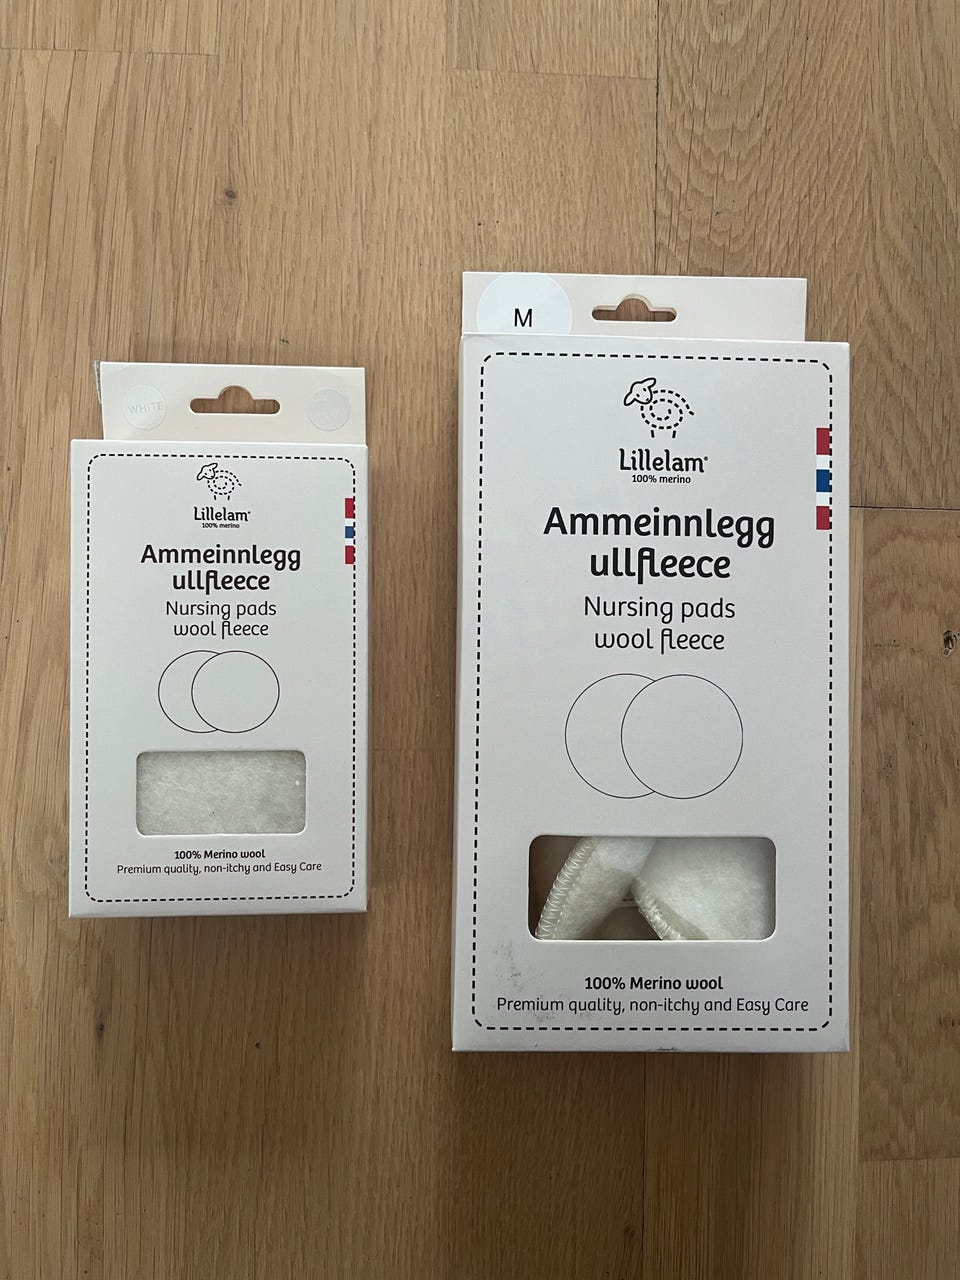 WHITE
Lillelam®
100% merino
Ammeinnlegg
ullfleece
Nursing pads
wool fleece
100% Merino wool
Premium quality, non-itchy and Easy Care
M
Lillelam®
100% merino
Ammeinnlegg
ullfleece
Nursing pads
wool fleece
100% Merino wool
Premium quality, non-itchy and Easy Care